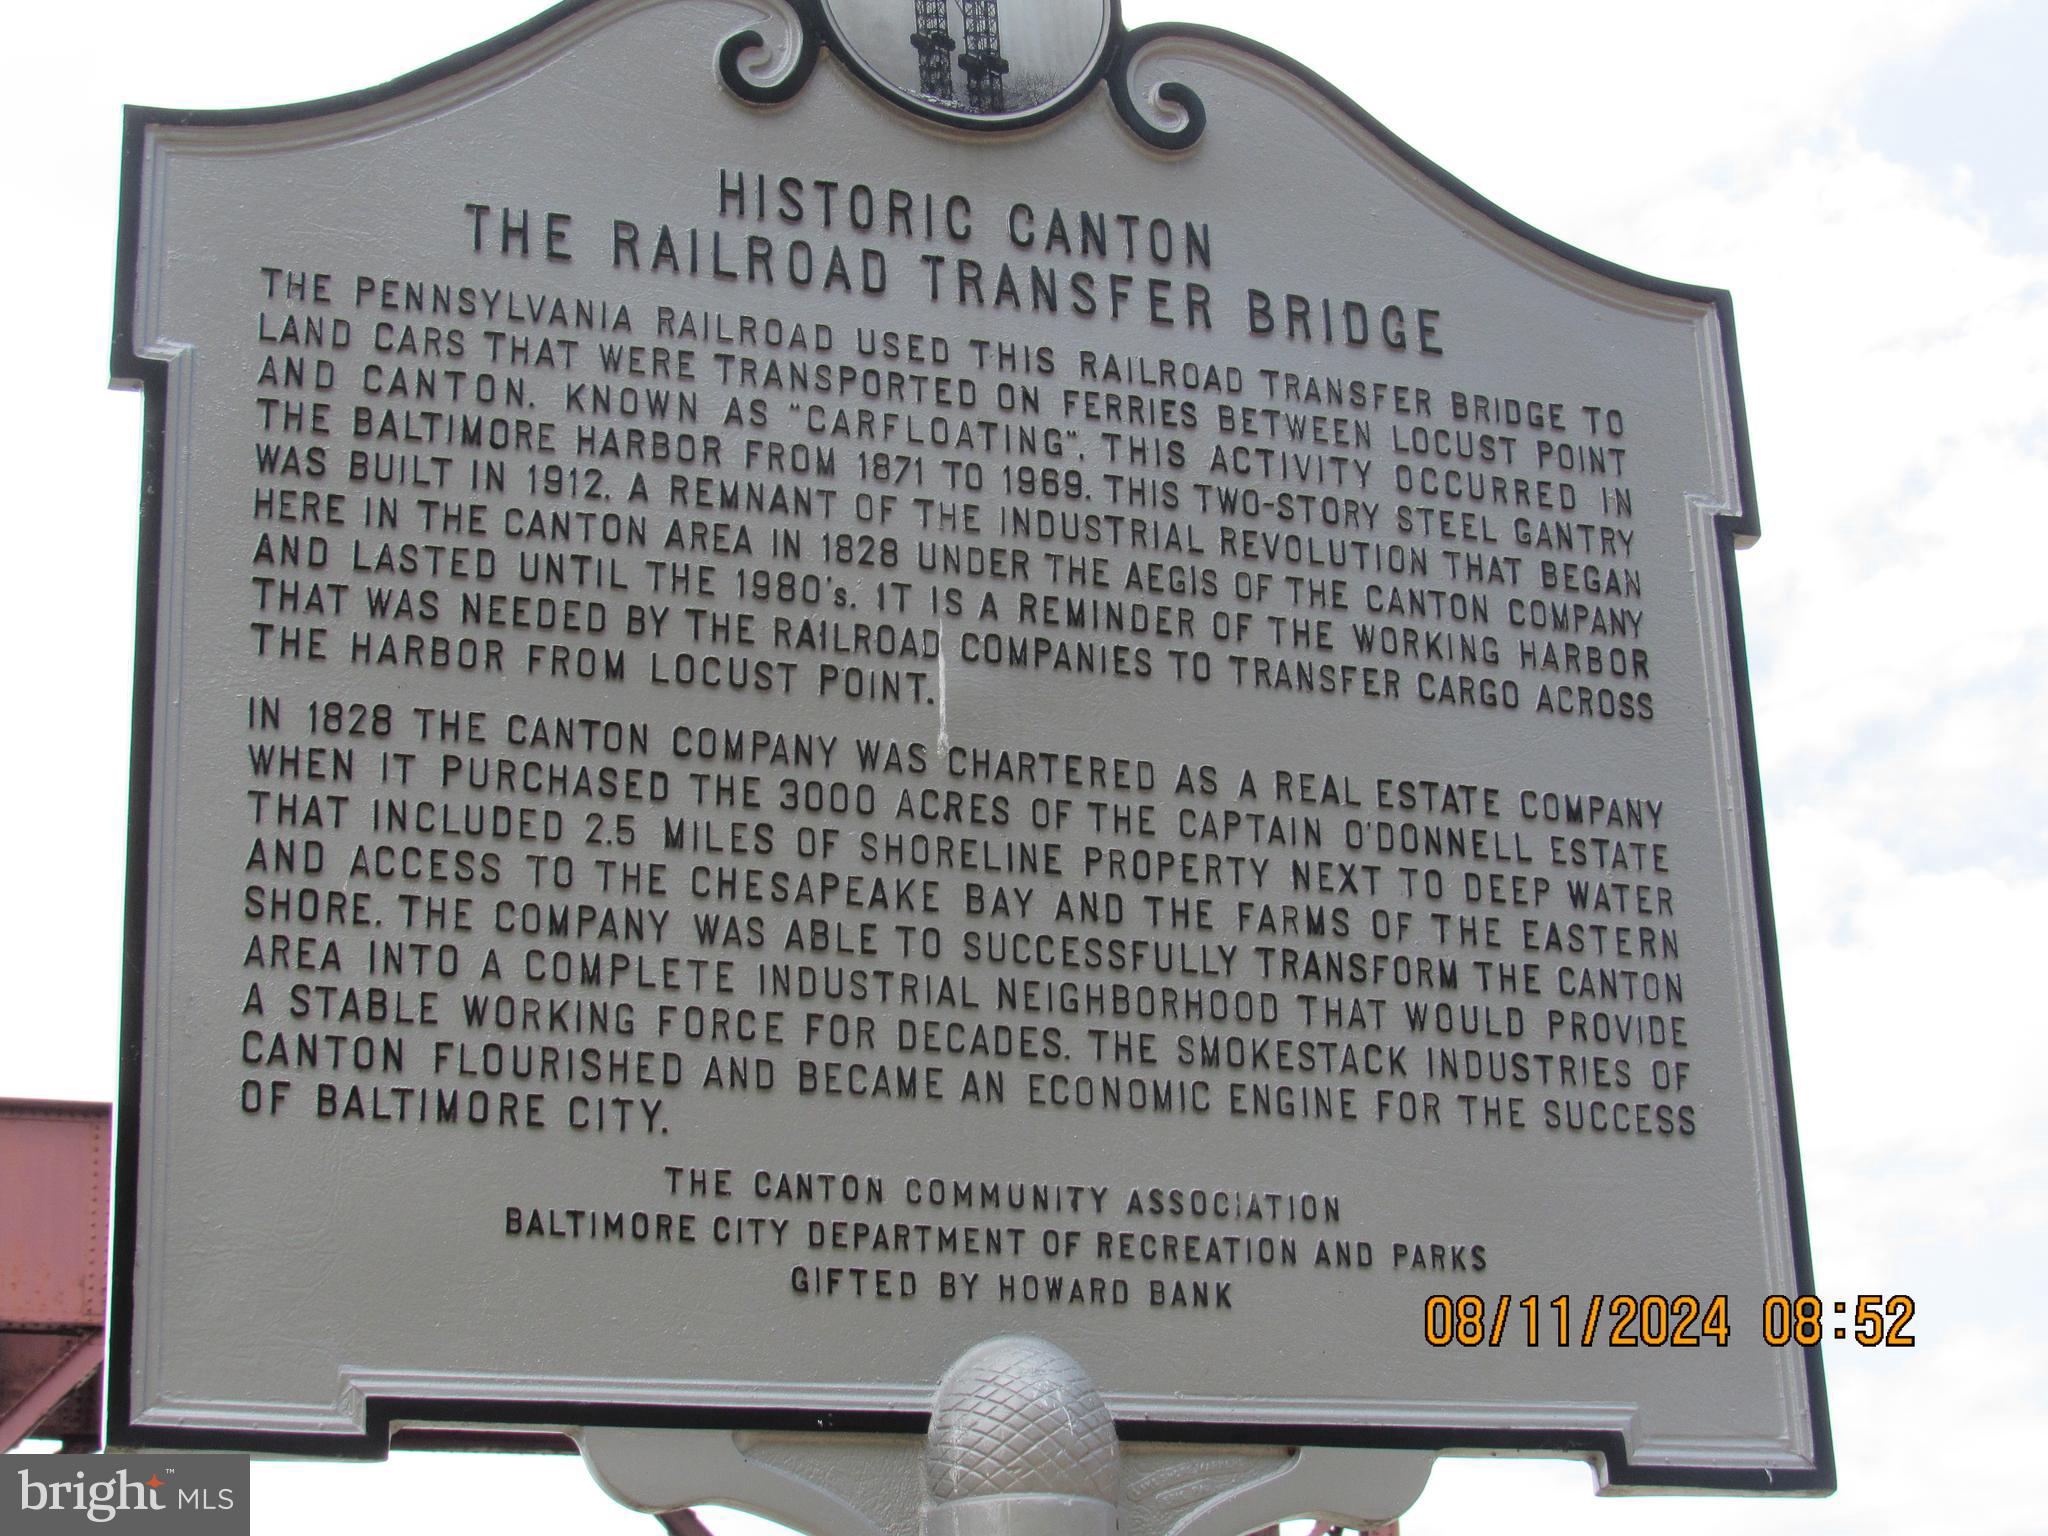 HISTORIC CANTON
THE RAILROAD TRANSFER BRIDGE
THE PENNSYLVANIA RAILROAD USED THIS RAILROAD TRANSFER BRIDGE TO
LAND CARS THAT WERE TRANSPORTED ON FERRIES BETWEEN LOCUST POINT
AND CANTON. KNOWN AS "CARFLOATING". THIS ACTIVITY OCCURRED IN
THE BALTIMORE HARBOR FROM 1871 TO 1969. THIS TWO-STORY STEEL GANTRY
WAS BUILT IN 1912. A REMNANT OF THE INDUSTRIAL REVOLUTION THAT BEGAN
HERE IN THE CANTON AREA IN 1828 UNDER THE AEGIS OF THE CANTON COMPANY
AND LASTED UNTIL THE 1980's. IT IS A REMINDER OF THE WORKING HARBOR
THAT WAS NEEDED BY THE RAILROAD COMPANIES TO TRANSFER CARGO ACROSS
THE HARBOR FROM LOCUST POINT.
IN 1828 THE CANTON COMPANY WAS CHARTERED AS A REAL ESTATE COMPANY
WHEN IT PURCHASED THE 3000 ACRES OF THE CAPTAIN O'DONNELL ESTATE
THAT INCLUDED 2.5 MILES OF SHORELINE PROPERTY NEXT TO DEEP WATER
AND ACCESS TO THE CHESAPEAKE BAY AND THE FARMS OF THE EASTERN
SHORE. THE COMPANY WAS ABLE TO SUCCESSFULLY TRANSFORM THE CANTON
AREA INTO A COMPLETE INDUSTRIAL NEIGHBORHOOD THAT WOULD PROVIDE
A STABLE WORKING FORCE FOR DECADES. THE SMOKESTACK INDUSTRIES OF
CANTON FLOURISHED AND BECAME AN ECONOMIC ENGINE FOR THE SUCCESS
OF BALTIMORE CITY.
THE CANTON COMMUNITY ASSOCIATION
BALTIMORE CITY DEPARTMENT OF RECREATION AND PARKS
GIFTED BY HOWARD BANK
08/11/2024 08:52
bright™ MLS